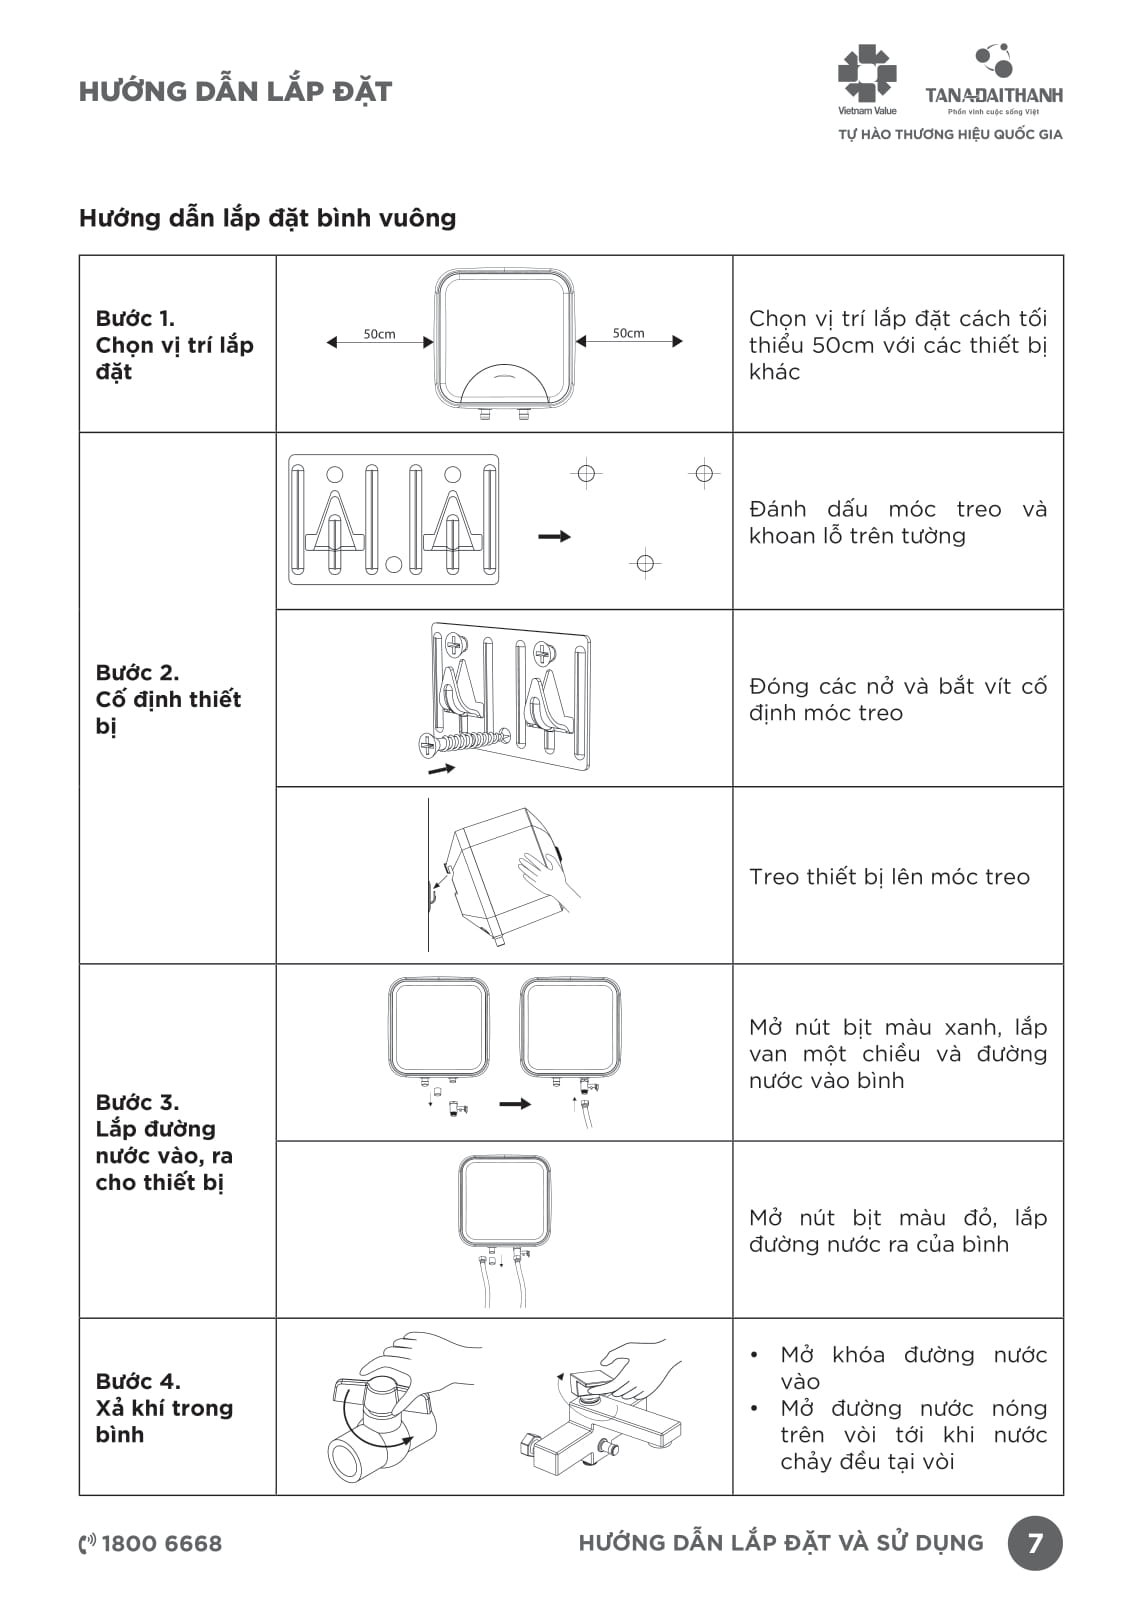 HƯỚNG DẪN LẮP ĐẶT
Vietnam Value
TANADAITHANH
Phồn vinh cuộc sống Việt
TỰ HÀO THƯƠNG HIỆU QUỐC GIA
Hướng dẫn lắp đặt bình vuông
Bước 1.
Chọn vị trí lắp
đặt
50cm
50cm
Chọn vị trí lắp đặt cách tối
thiểu 50cm với các thiết bị
khác
Bước 2.
Cố định thiết
bị
Đánh dấu móc treo và
khoan lỗ trên tường
Đóng các nở và bắt vít cố
định móc treo
Treo thiết bị lên móc treo
Bước 3.
Lắp đường
nước vào, ra
cho thiết bị
Mở nút bịt màu xanh, lắp
van một chiều và đường
nước vào bình
Mở nút bịt màu đỏ, lắp
đường nước ra của bình
Bước 4.
Xả khí trong
bình
• Mở khóa đường nước
vào
• Mở đường nước nóng
trên vòi tới khi nước
chảy đều tại vòi
1800 6668
HƯỚNG DẪN LẮP ĐẶT VÀ SỬ DỤNG
7